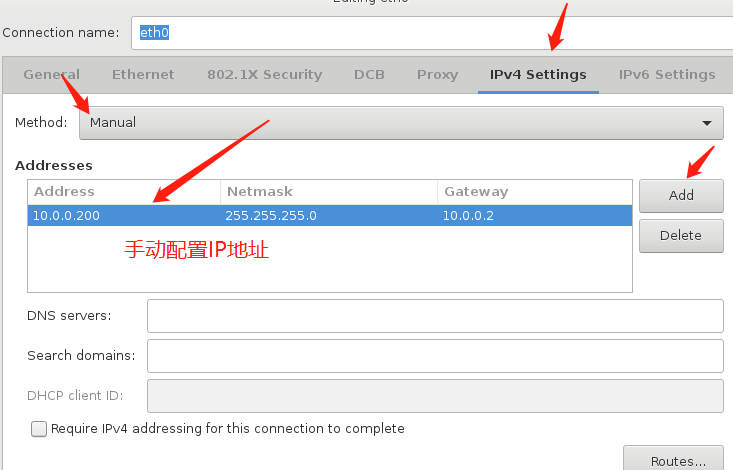 Editing eth0
Connection name: eth0
General Ethernet 802.1X Security DCB Proxy IPv4 Settings IPv6 Settings
Method: Manual
Addresses
Address Netmask Gateway
10.0.0.200 255.255.255.0 10.0.0.2
Add
Delete
手动配置IP地址
DNS servers:
Search domains:
DHCP client ID:
Require IPv4 addressing for this connection to complete
Routes...